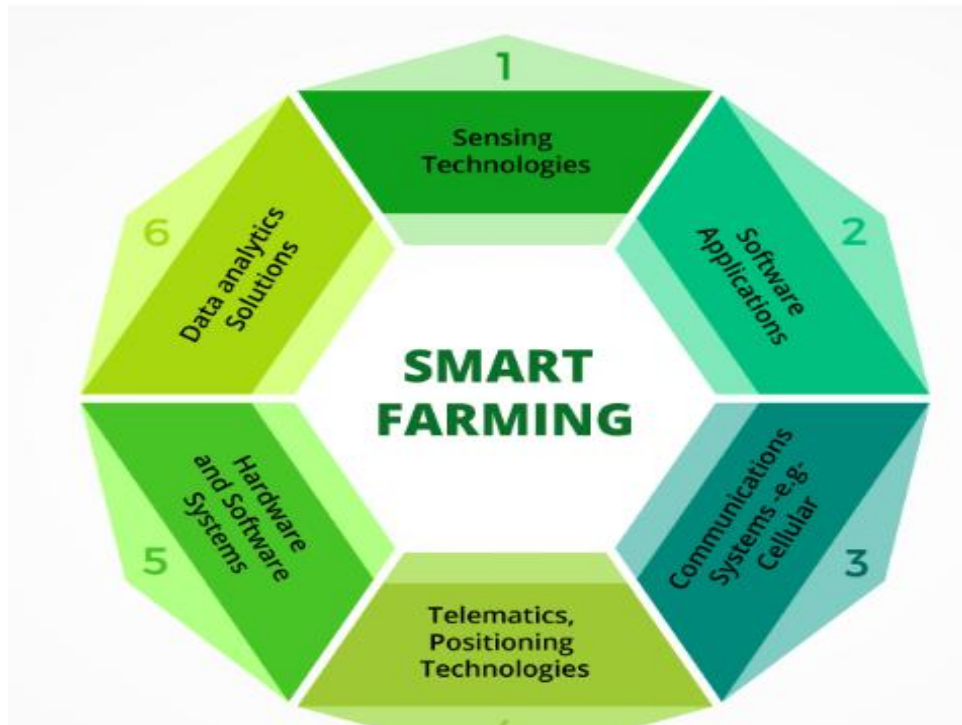 1
Sensing
Technologies
2
Software
Applications
3
Communications
Systems -e.g-
Cellular
Telematics,
Positioning
Technologies
5
Hardware
and Software
Systems
6
Data analytics
Solutions
SMART
FARMING